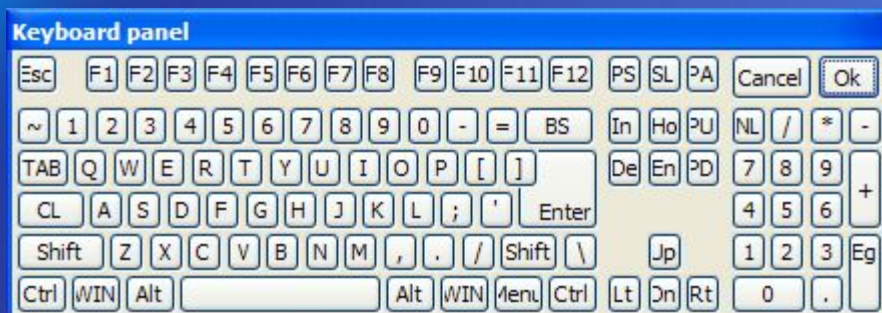 Keyboard panel
Esc F1 F2 F3 F4 F5 F6 F7 F8 F9 F10 F11 F12 PS SL PA Cancel Ok
~ 1 2 3 4 5 6 7 8 9 0 - = BS In Ho PU NL / * -
TAB Q W E R T Y U I O P [ ] De En PD 7 8 9 +
CL A S D F G H J K L ; ' Enter 4 5 6
Shift Z X C V B N M , . / Shift \ Up 1 2 3 Eg
Ctrl WIN Alt Alt WIN Menu Ctrl Lt Dn Rt 0 .